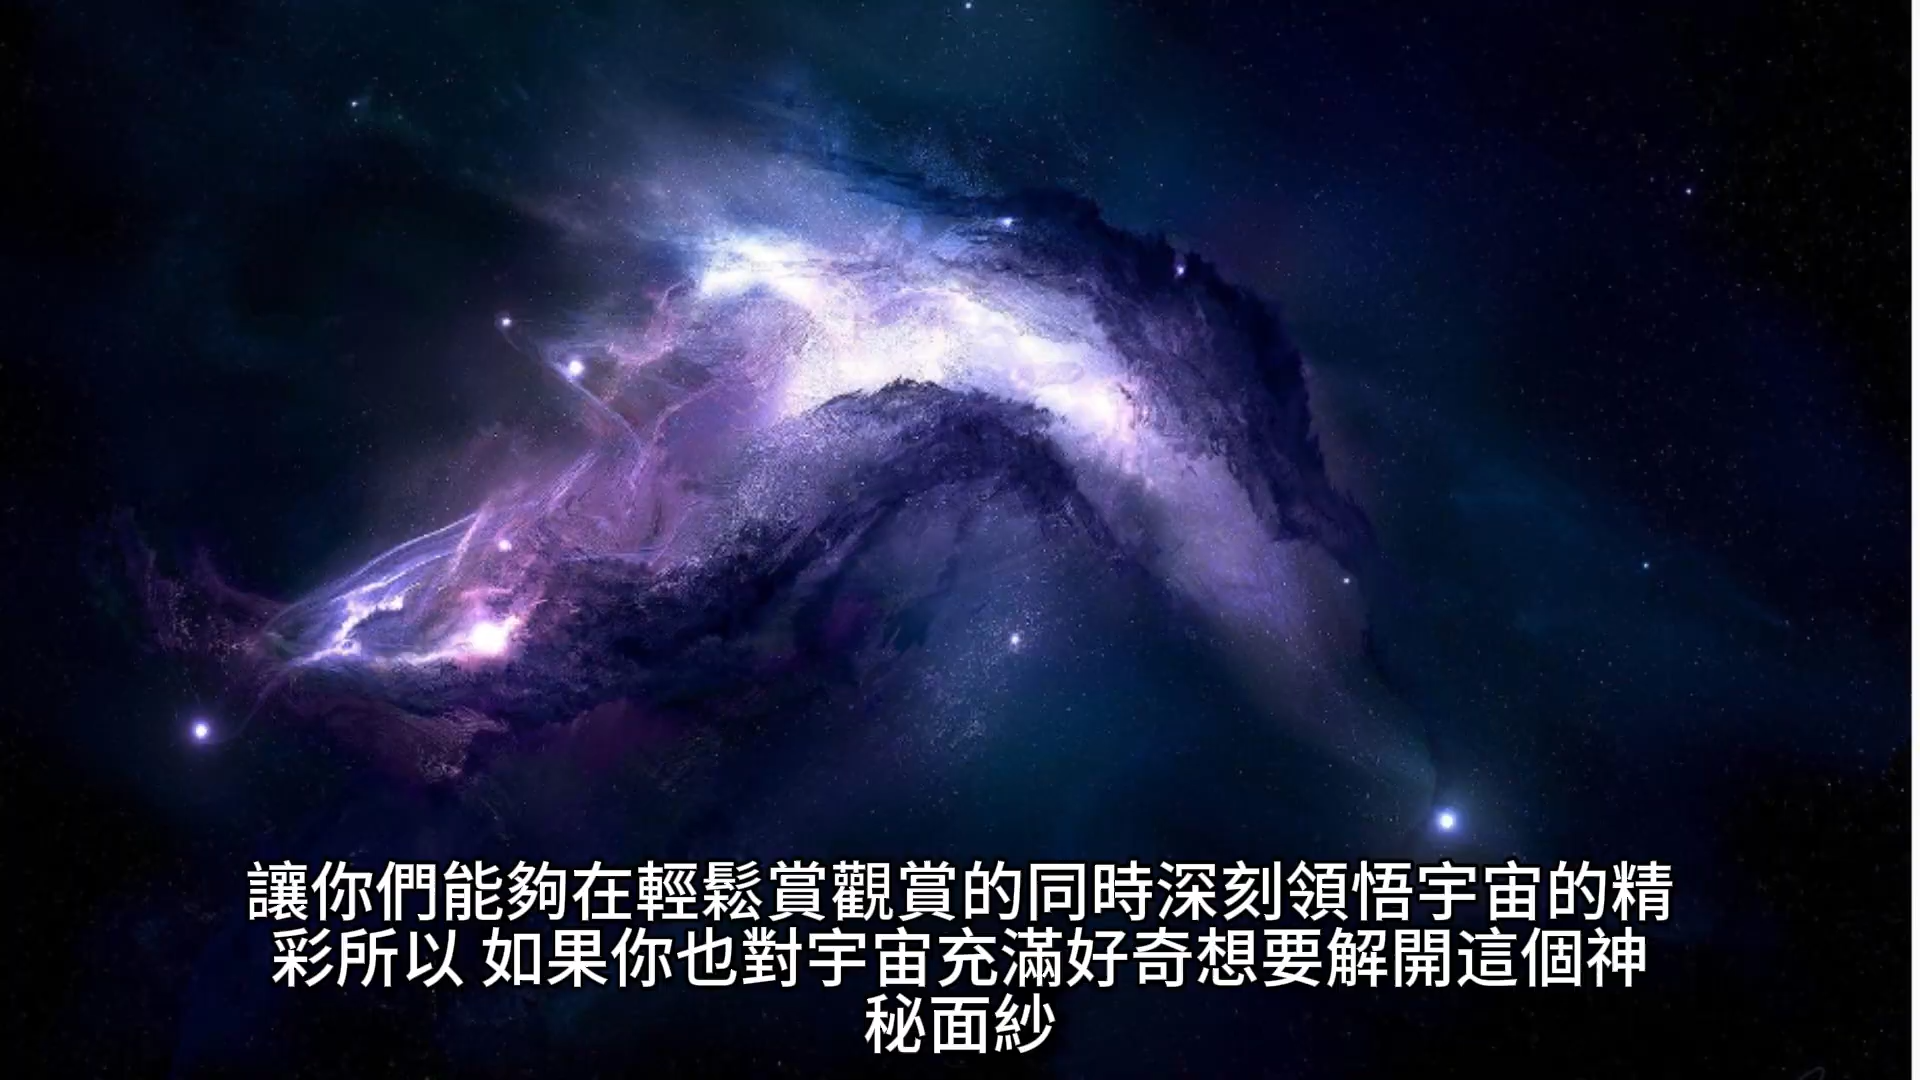 讓你們能夠在輕鬆賞觀賞的同時深刻領悟宇宙的精
彩所以 如果你也對宇宙充滿好奇想要解開這個神
秘面紗